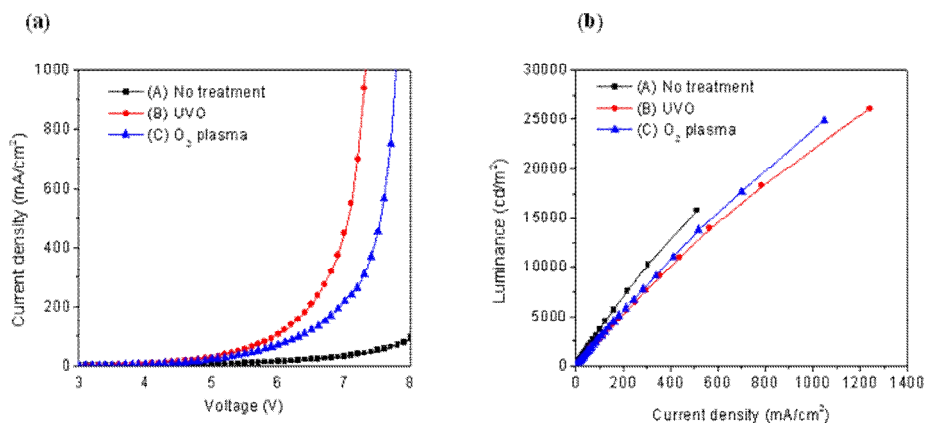 (a)
1000
800
600
400
200
0
3 4 5 6 7 8
Current density (mA/cm²)
Voltage (V)
(A) No treatment
(B) UVO
(C) O₂ plasma
(b)
30000
25000
20000
15000
10000
5000
0
0 200 400 600 800 1000 1200 1400
Luminance (cd/m²)
Current density (mA/cm²)
(A) No treatment
(B) UVO
(C) O₂ plasma